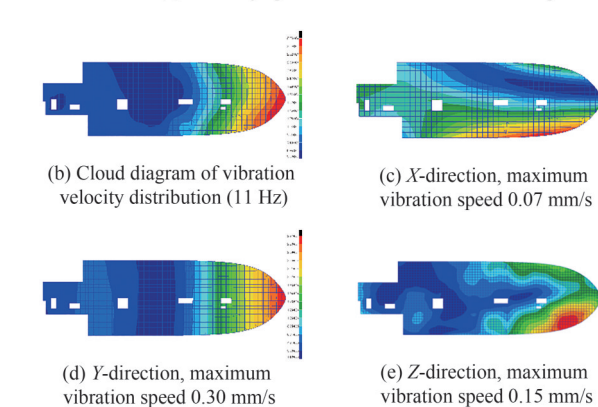 (b) Cloud diagram of vibration
velocity distribution (11 Hz)
(c) X-direction, maximum
vibration speed 0.07 mm/s
(d) Y-direction, maximum
vibration speed 0.30 mm/s
(e) Z-direction, maximum
vibration speed 0.15 mm/s